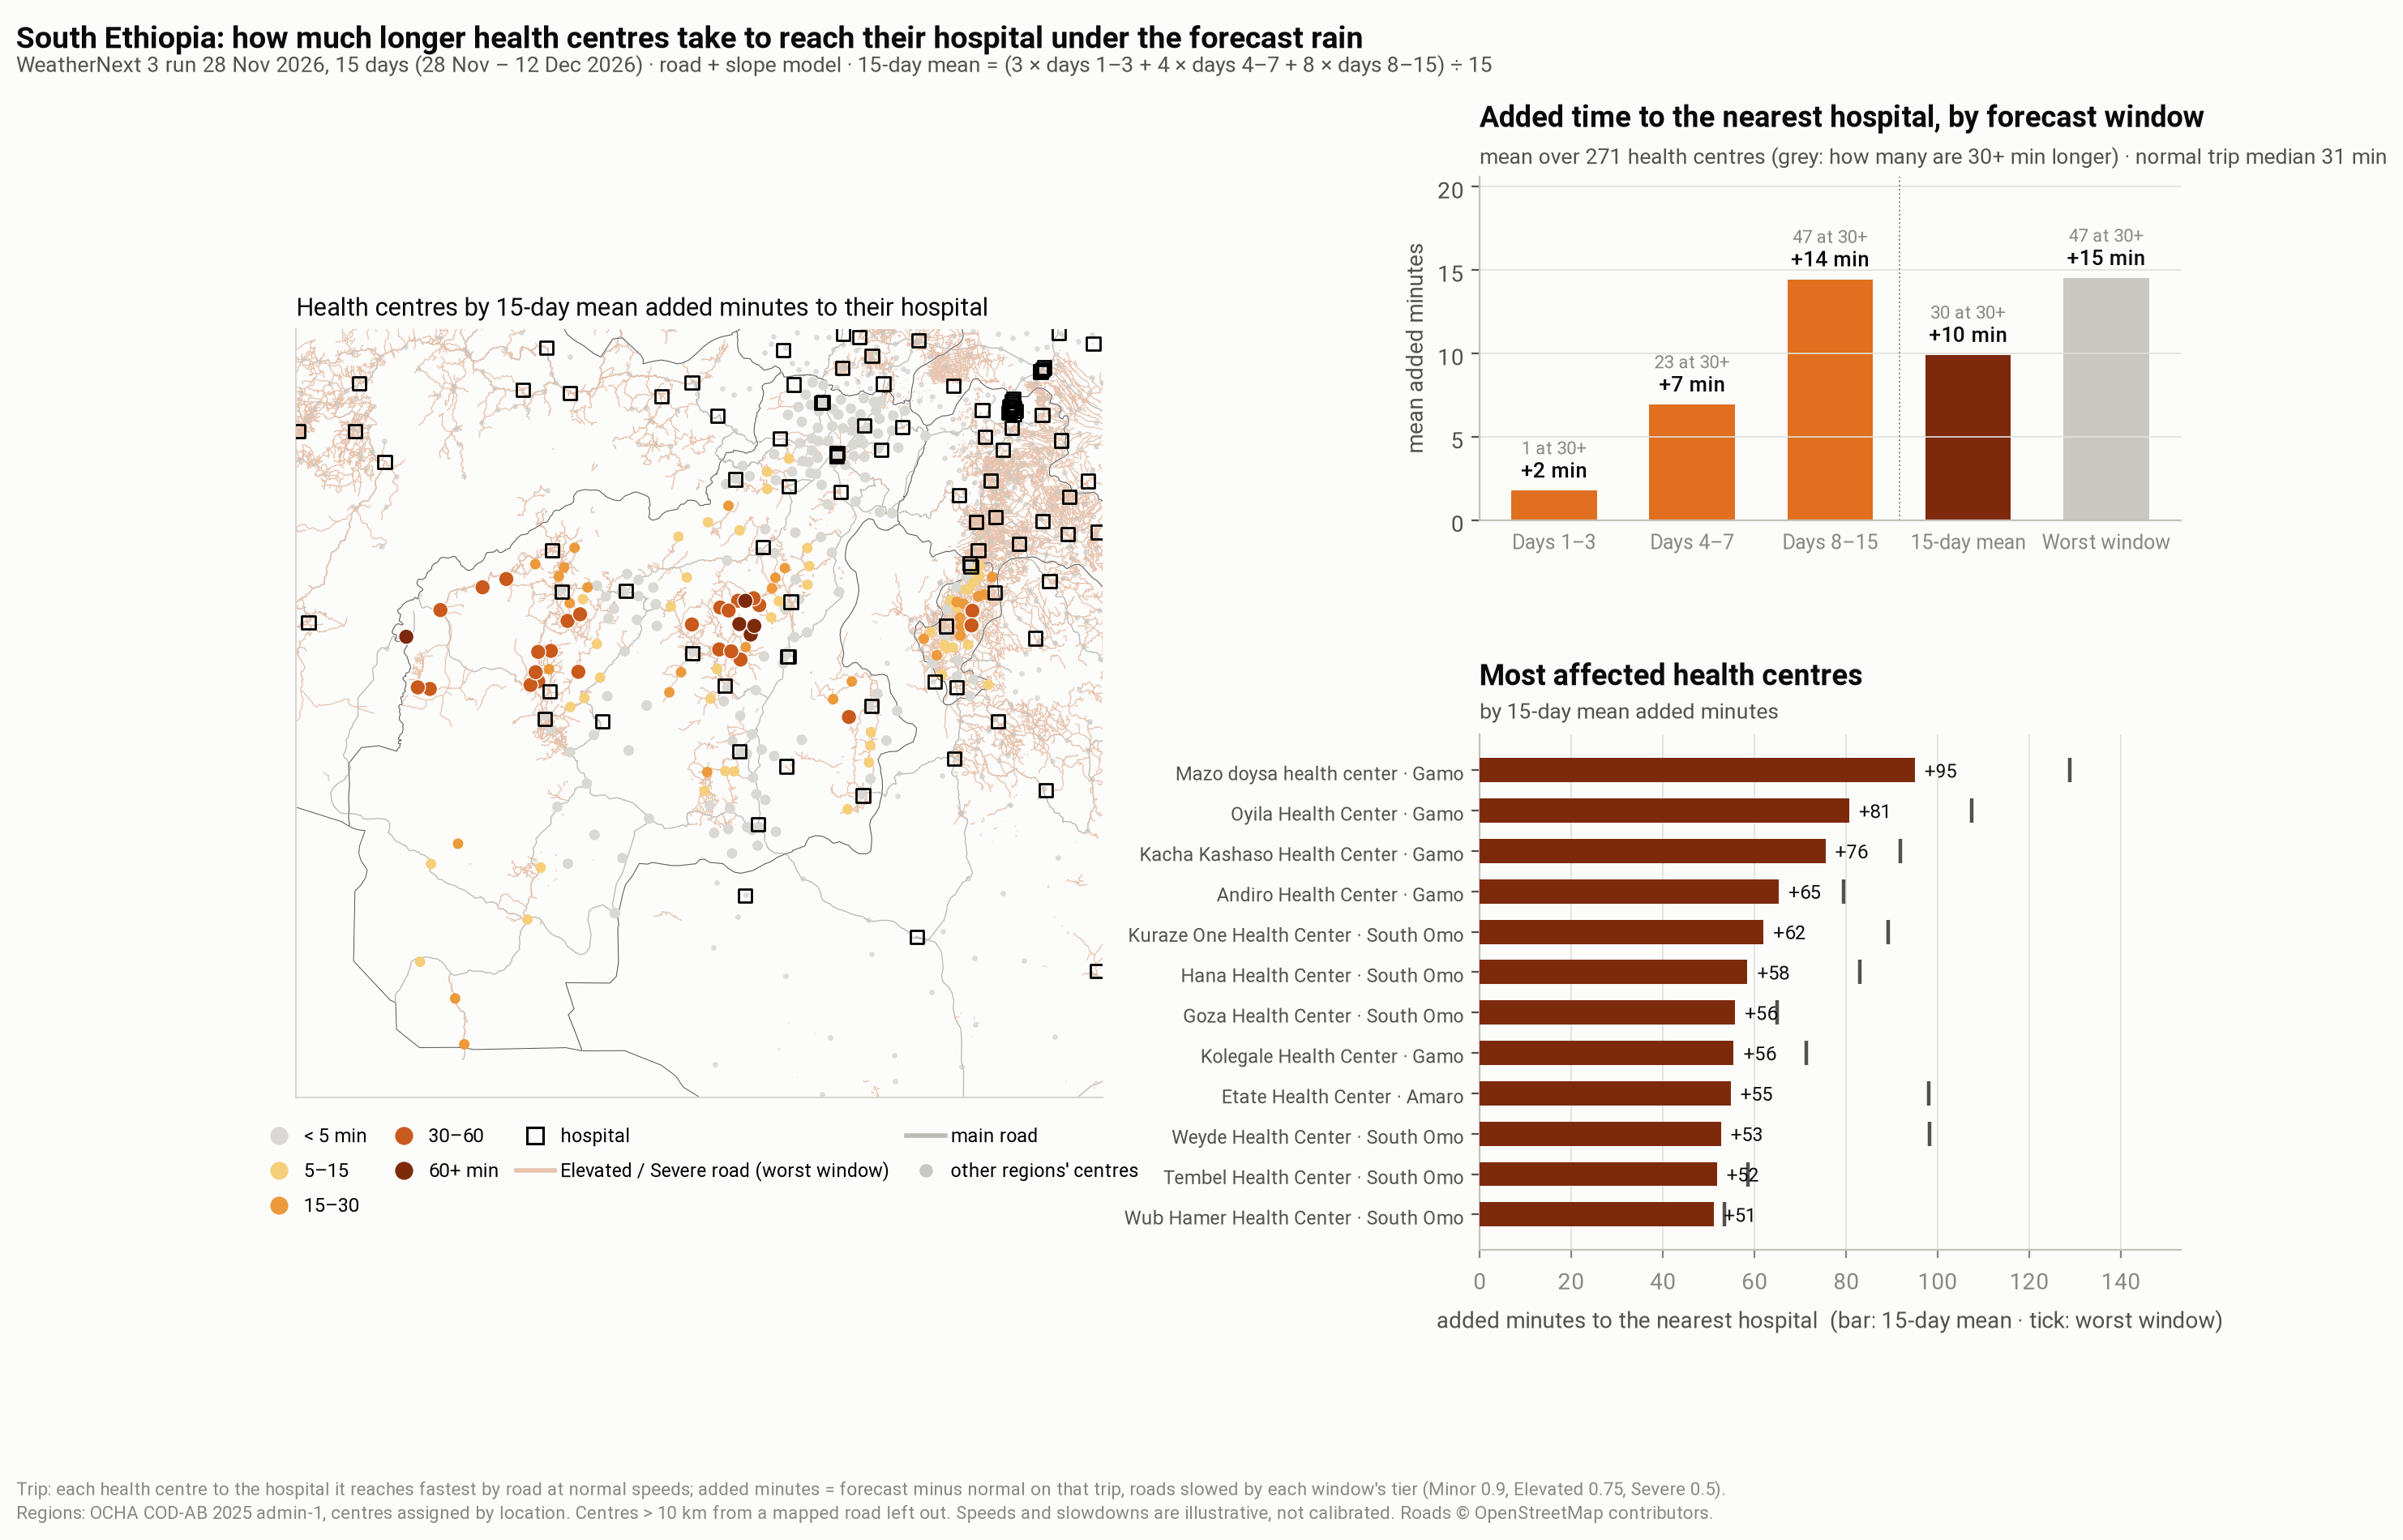 South Ethiopia: how much longer health centres take to reach their hospital under the forecast rain
WeatherNext 3 run 28 Nov 2026, 15 days (28 Nov – 12 Dec 2026) · road + slope model · 15-day mean = (3 × days 1–3 + 4 × days 4–7 + 8 × days 8–15) ÷ 15
Health centres by 15-day mean added minutes to their hospital
< 5 min
5–15
15–30
30–60
60+ min
hospital
Elevated / Severe road (worst window)
main road
other regions' centres
Added time to the nearest hospital, by forecast window
mean over 271 health centres (grey: how many are 30+ min longer) · normal trip median 31 min
mean added minutes
20
15
10
5
0
1 at 30+
+2 min
23 at 30+
+7 min
47 at 30+
+14 min
30 at 30+
+10 min
47 at 30+
+15 min
Days 1–3
Days 4–7
Days 8–15
15-day mean
Worst window
Most affected health centres
by 15-day mean added minutes
Mazo doysa health center · Gamo +95
Oyila Health Center · Gamo +81
Kacha Kashaso Health Center · Gamo +76
Andiro Health Center · Gamo +65
Kuraze One Health Center · South Omo +62
Hana Health Center · South Omo +58
Goza Health Center · South Omo +56
Kolegale Health Center · Gamo +56
Etate Health Center · Amaro +55
Weyde Health Center · South Omo +53
Tembel Health Center · South Omo +52
Wub Hamer Health Center · South Omo +51
0 20 40 60 80 100 120 140
added minutes to the nearest hospital (bar: 15-day mean · tick: worst window)
Trip: each health centre to the hospital it reaches fastest by road at normal speeds; added minutes = forecast minus normal on that trip, roads slowed by each window's tier (Minor 0.9, Elevated 0.75, Severe 0.5).
Regions: OCHA COD-AB 2025 admin-1, centres assigned by location. Centres > 10 km from a mapped road left out. Speeds and slowdowns are illustrative, not calibrated. Roads © OpenStreetMap contributors.